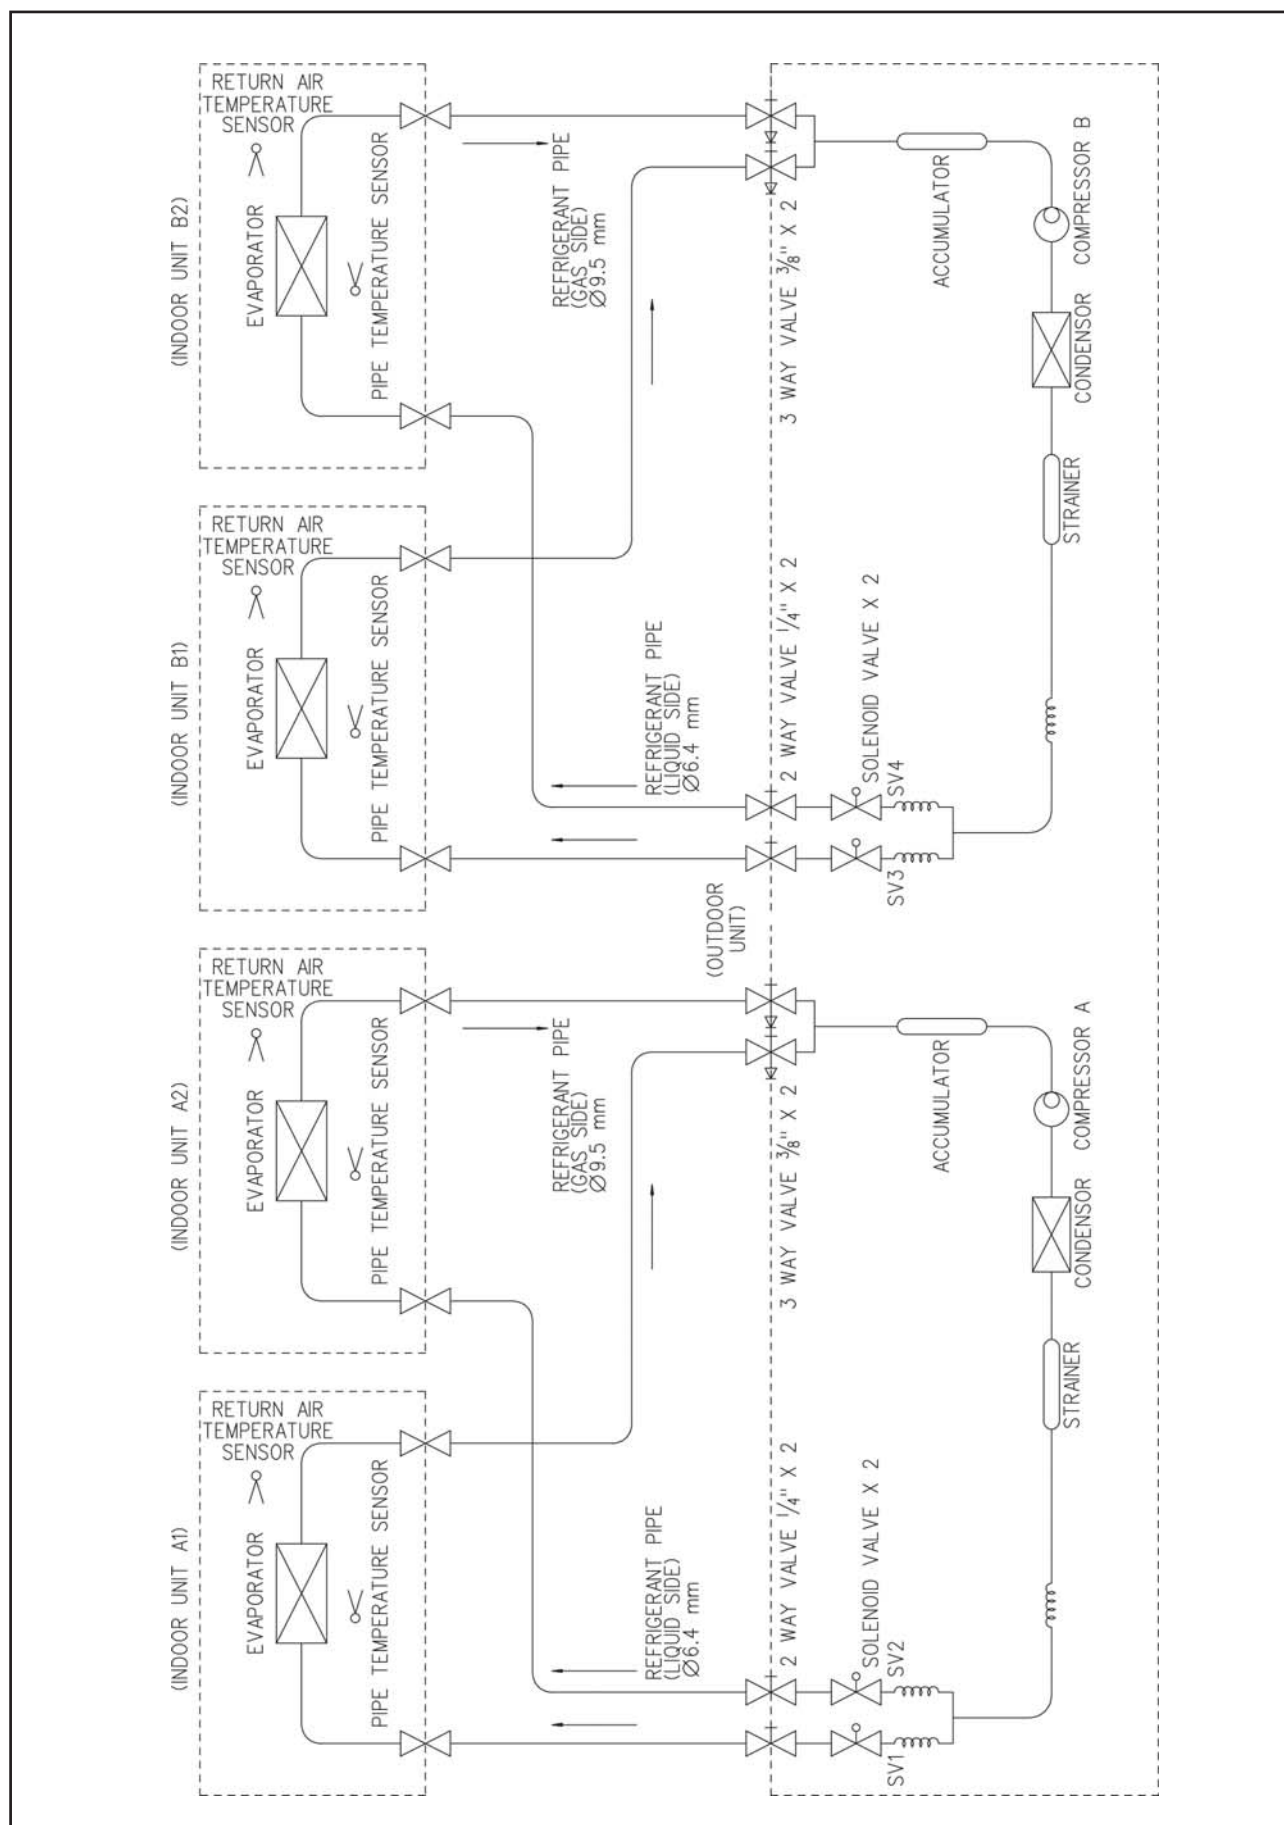 (INDOOR UNIT A1)
RETURN AIR
TEMPERATURE
SENSOR
EVAPORATOR
PIPE TEMPERATURE SENSOR
(INDOOR UNIT A2)
RETURN AIR
TEMPERATURE
SENSOR
EVAPORATOR
PIPE TEMPERATURE SENSOR
(INDOOR UNIT B1)
RETURN AIR
TEMPERATURE
SENSOR
EVAPORATOR
PIPE TEMPERATURE SENSOR
(INDOOR UNIT B2)
RETURN AIR
TEMPERATURE
SENSOR
EVAPORATOR
PIPE TEMPERATURE SENSOR
REFRIGERANT PIPE
(GAS SIDE)
Ø9.5 mm
REFRIGERANT PIPE
(GAS SIDE)
Ø9.5 mm
REFRIGERANT PIPE
(LIQUID SIDE)
Ø6.4 mm
REFRIGERANT PIPE
(LIQUID SIDE)
Ø6.4 mm
(OUTDOOR
UNIT)
2 WAY VALVE 1/4" X 2
3 WAY VALVE 3/8" X 2
2 WAY VALVE 1/4" X 2
3 WAY VALVE 3/8" X 2
SOLENOID VALVE X 2
SV1
SV2
SOLENOID VALVE X 2
SV3
SV4
ACCUMULATOR
ACCUMULATOR
STRAINER
CONDENSOR
COMPRESSOR A
STRAINER
CONDENSOR
COMPRESSOR B